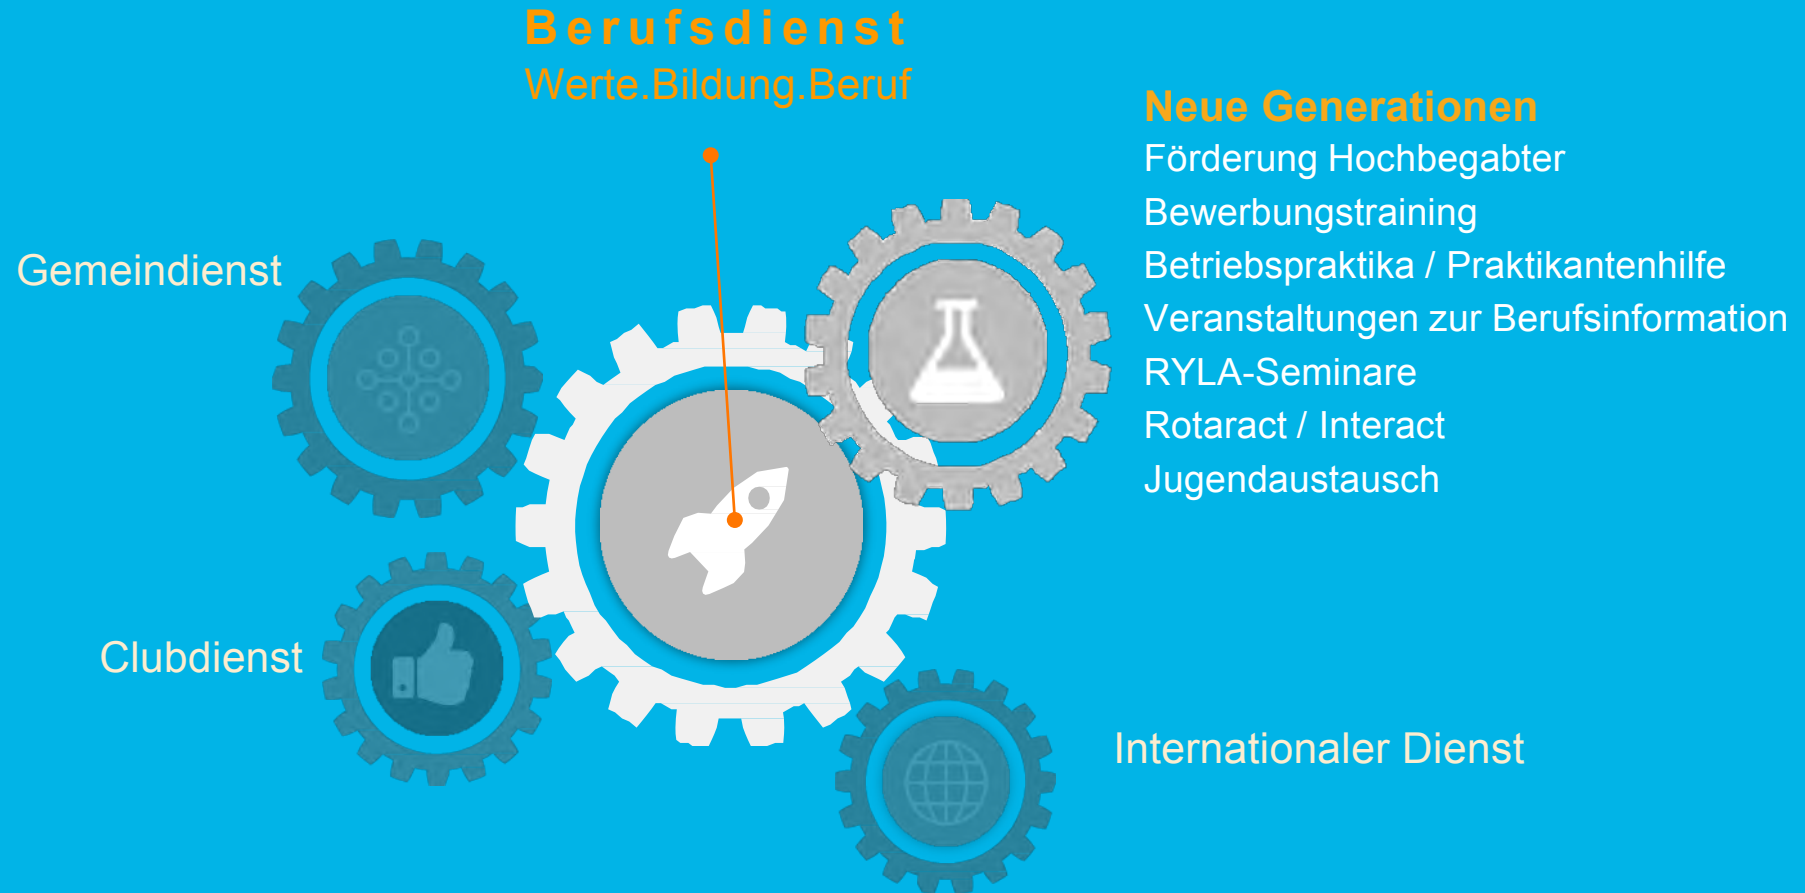 Berufsdienst
Werte.Bildung.Beruf
Neue Generationen
Förderung Hochbegabter
Bewerbungstraining
Betriebspraktika / Praktikantenhilfe
Veranstaltungen zur Berufsinformation
RYLA-Seminare
Rotaract / Interact
Jugendaustausch
Gemeindienst
Clubdienst
Internationaler Dienst